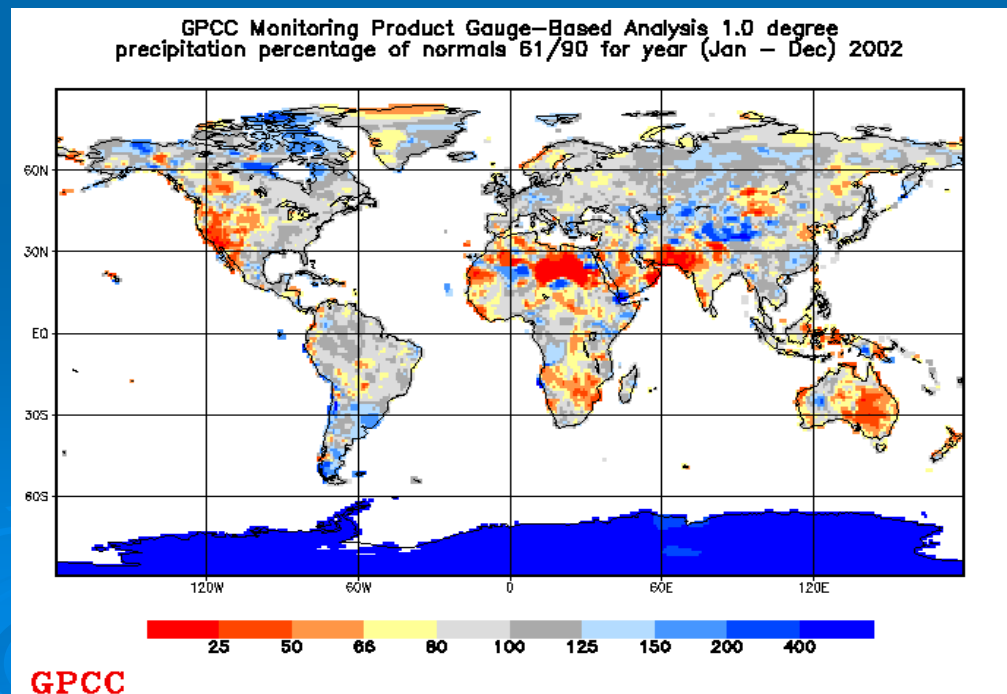 GPCC Monitoring Product Gauge-Based Analysis 1.0 degree
precipitation percentage of normals 61/90 for year (Jan - Dec) 2002
60N
30N
EQ
30S
60S
120W 60W 0 60E 120E
25 50 66 80 100 125 150 200 400
GPCC